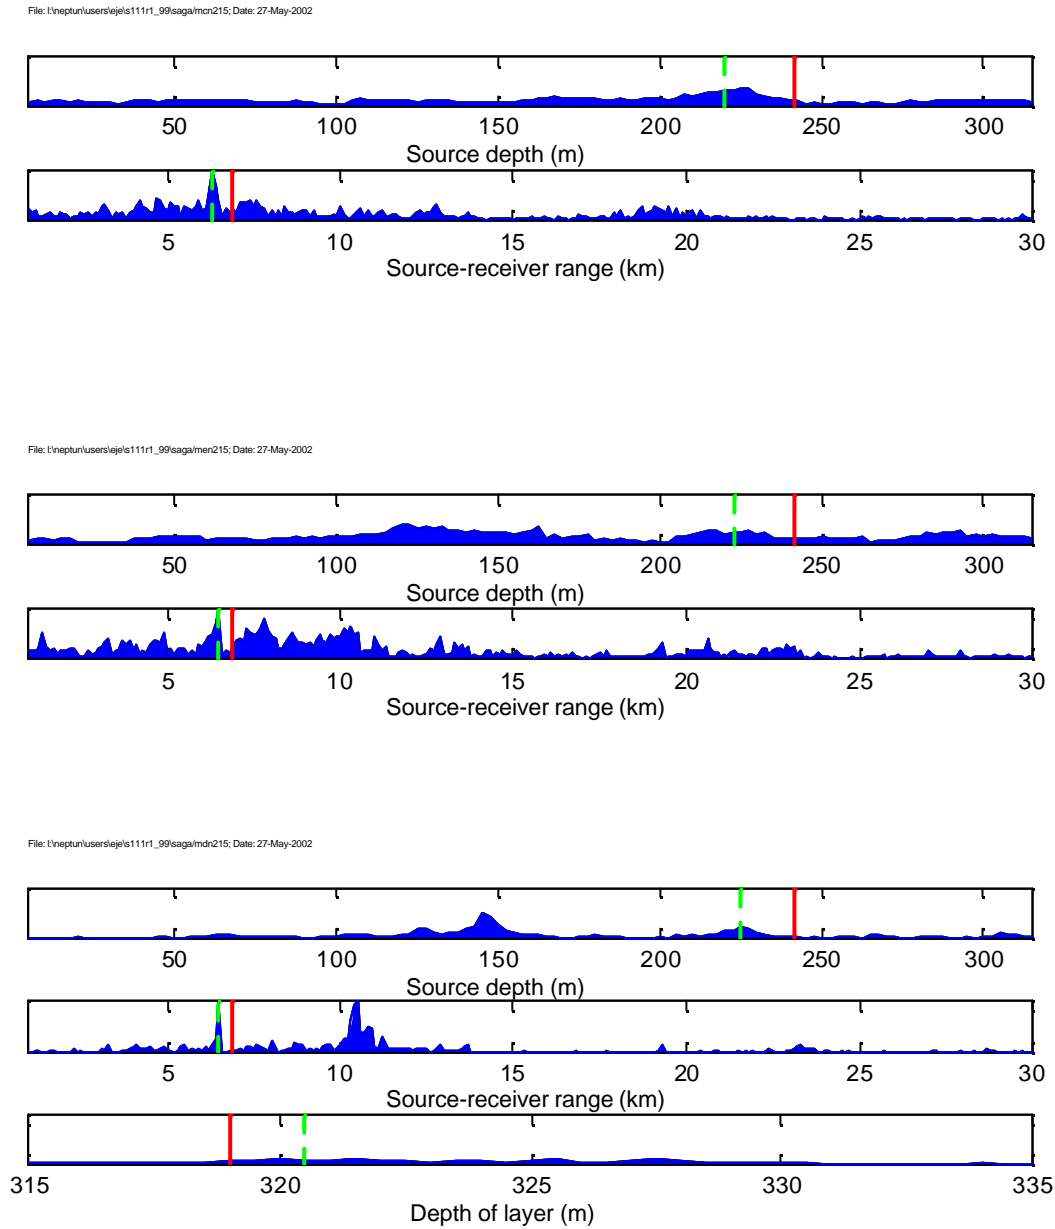 File: I:\neptun\users\eje\s111r1_99\saga/mcn215; Date: 27-May-2002
50 100 150 200 250 300
Source depth (m)
5 10 15 20 25 30
Source-receiver range (km)
File: I:\neptun\users\eje\s111r1_99\saga/men215; Date: 27-May-2002
50 100 150 200 250 300
Source depth (m)
5 10 15 20 25 30
Source-receiver range (km)
File: I:\neptun\users\eje\s111r1_99\saga/mdn215; Date: 27-May-2002
50 100 150 200 250 300
Source depth (m)
5 10 15 20 25 30
Source-receiver range (km)
315 320 325 330 335
Depth of layer (m)